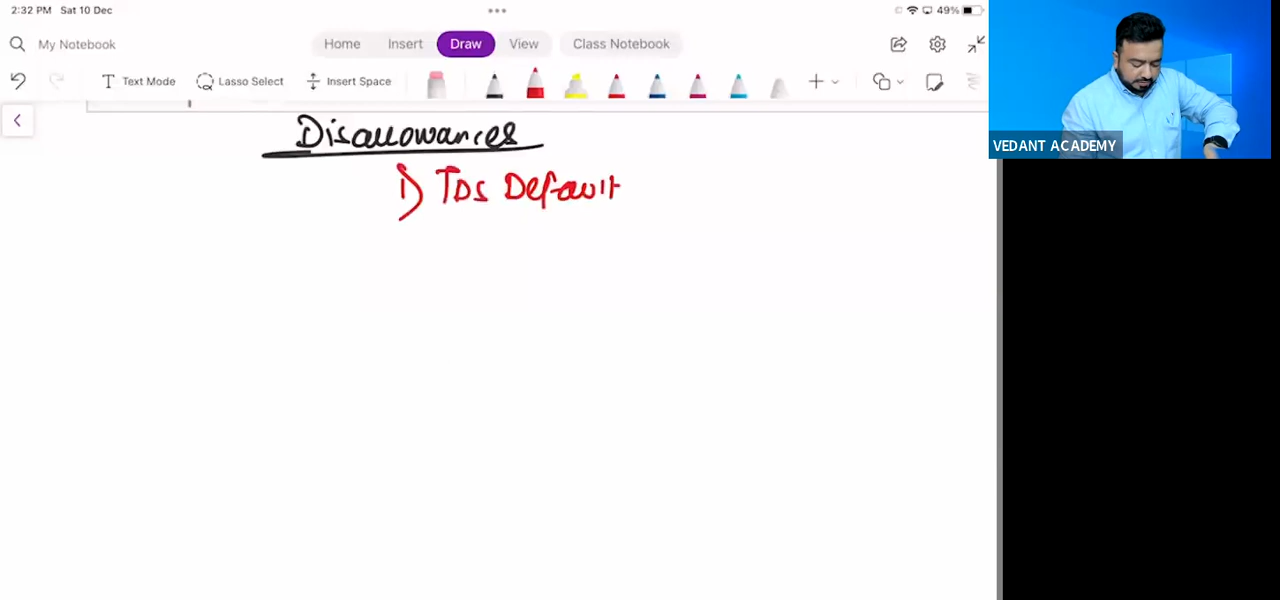 2:32 PM Sat 10 Dec
49%
My Notebook
Home Insert Draw View Class Notebook
Text Mode Lasso Select Insert Space
VEDANT ACADEMY
Disallowances
1) TDS Default